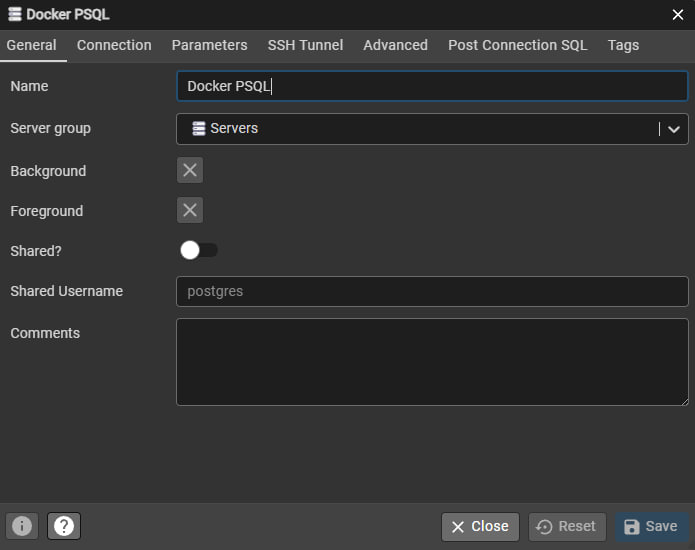 Docker PSQL
General Connection Parameters SSH Tunnel Advanced Post Connection SQL Tags
Name Docker PSQL
Server group Servers
Background
Foreground
Shared?
Shared Username postgres
Comments
Close Reset Save